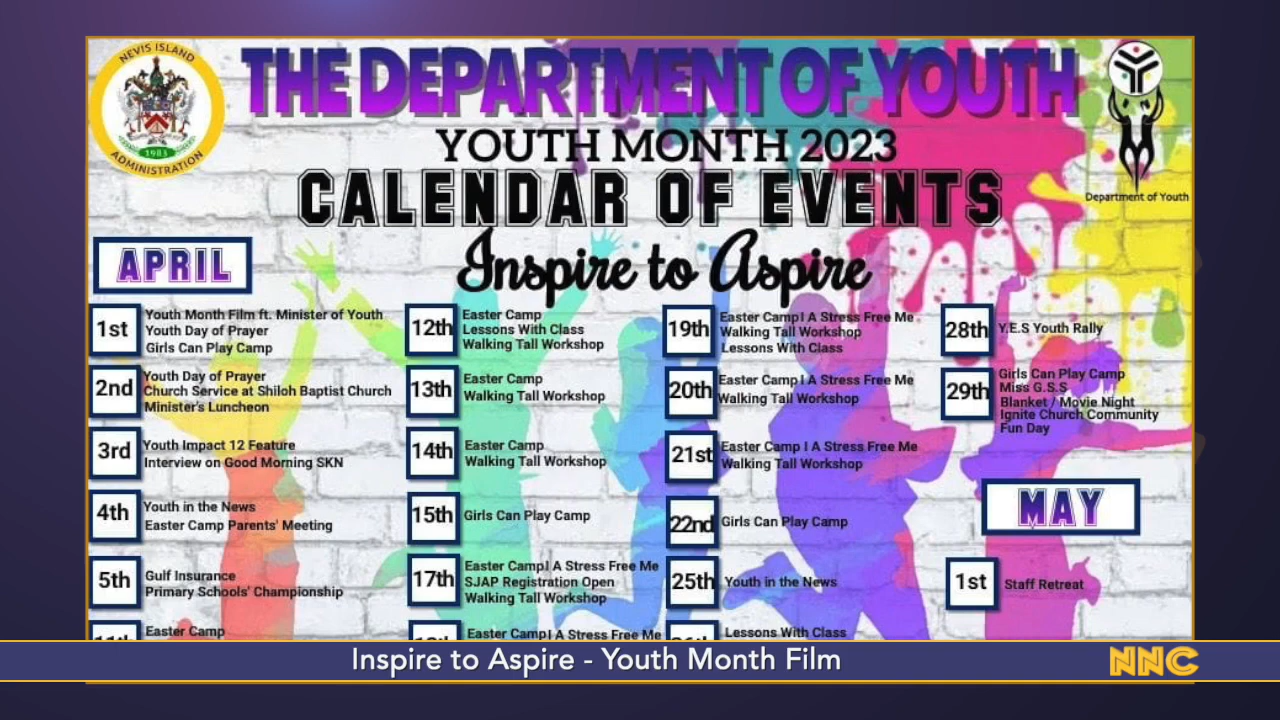 NEVIS ISLAND
ADMINISTRATION
1983
THE DEPARTMENT OF YOUTH
YOUTH MONTH 2023
CALENDAR OF EVENTS
Inspire to Aspire
Department of Youth
APRIL
1st
Youth Month Film ft. Minister of Youth
Youth Day of Prayer
Girls Can Play Camp
2nd
Youth Day of Prayer
Church Service at Shiloh Baptist Church
Minister's Luncheon
3rd
Youth Impact 12 Feature
Interview on Good Morning SKN
4th
Youth in the News
Easter Camp Parents' Meeting
5th
Gulf Insurance
Primary Schools' Championship
Easter Camp
12th
Easter Camp
Lessons With Class
Walking Tall Workshop
13th
Easter Camp
Walking Tall Workshop
14th
Easter Camp
Walking Tall Workshop
15th
Girls Can Play Camp
17th
Easter Camp| A Stress Free Me
SJAP Registration Open
Walking Tall Workshop
Easter Camp| A Stress Free Me
19th
Easter Camp| A Stress Free Me
Walking Tall Workshop
Lessons With Class
20th
Easter Camp | A Stress Free Me
Walking Tall Workshop
21st
Easter Camp | A Stress Free Me
Walking Tall Workshop
22nd
Girls Can Play Camp
25th
Youth in the News
Lessons With Class
28th
Y.E.S Youth Rally
29th
Girls Can Play Camp
Miss G.S.S
Blanket / Movie Night
Ignite Church Community
Fun Day
MAY
1st
Staff Retreat
Inspire to Aspire - Youth Month Film
NNC